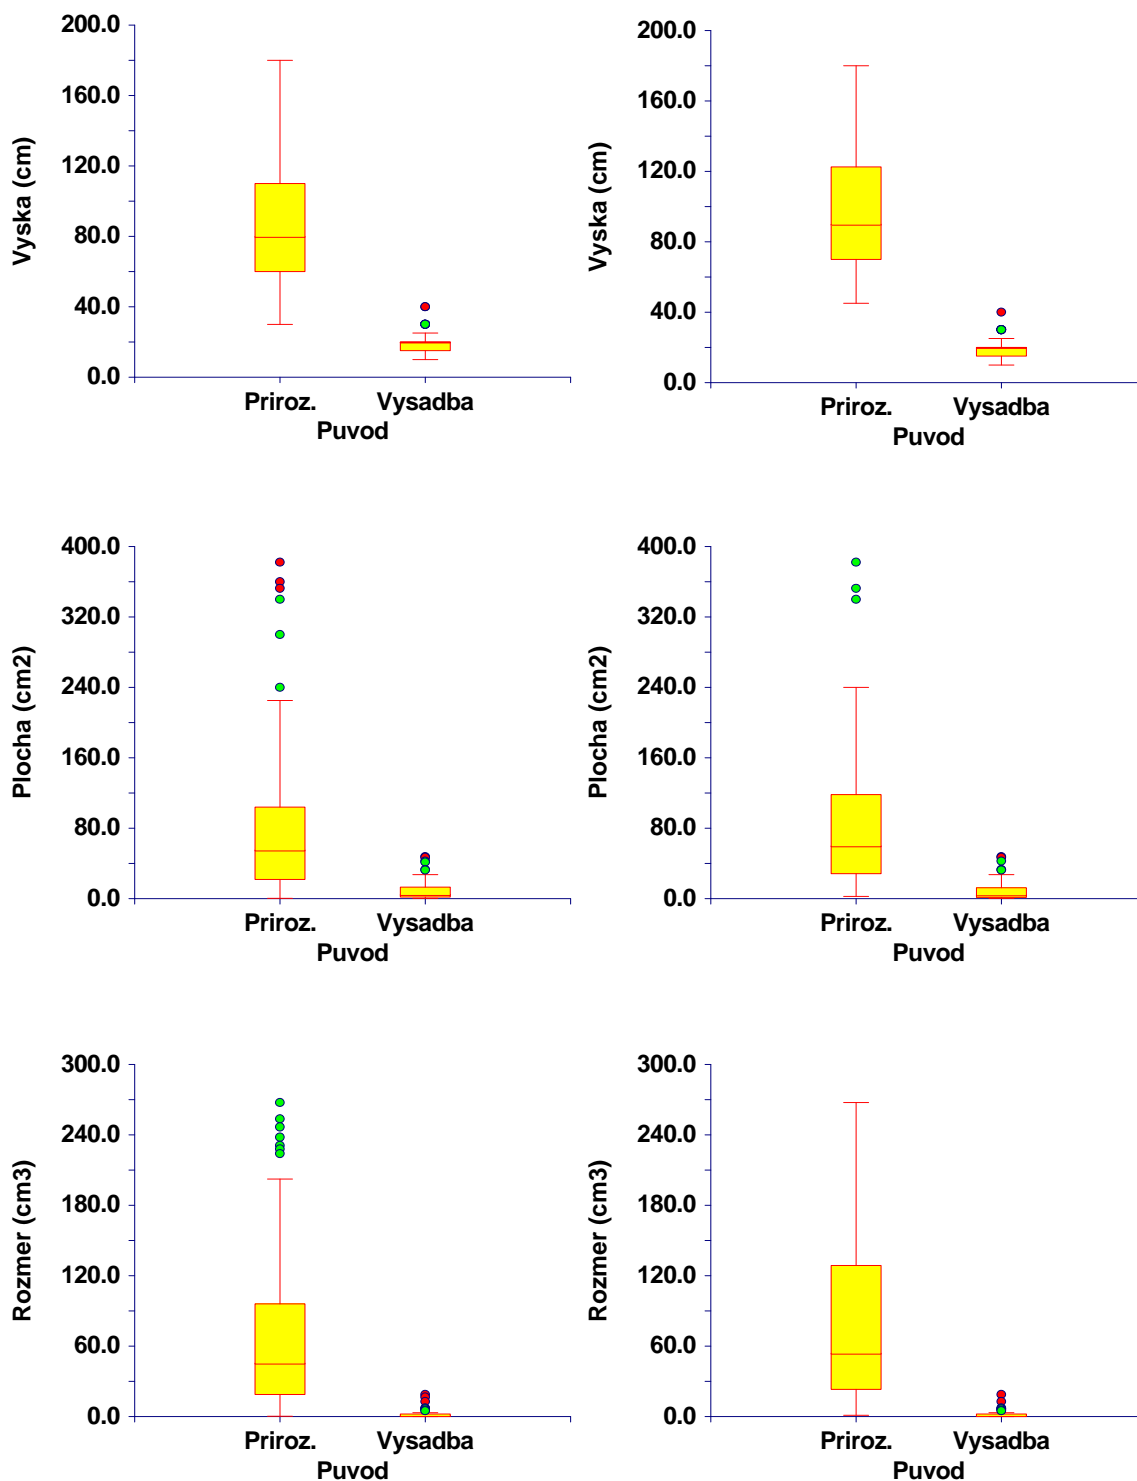 200.0
160.0
120.0
80.0
40.0
0.0
Vyska (cm)
Priroz.
Vysadba
Puvod
200.0
160.0
120.0
80.0
40.0
0.0
Vyska (cm)
Priroz.
Vysadba
Puvod
400.0
320.0
240.0
160.0
80.0
0.0
Plocha (cm2)
Priroz.
Vysadba
Puvod
400.0
320.0
240.0
160.0
80.0
0.0
Plocha (cm2)
Priroz.
Vysadba
Puvod
300.0
240.0
180.0
120.0
60.0
0.0
Rozmer (cm3)
Priroz.
Vysadba
Puvod
300.0
240.0
180.0
120.0
60.0
0.0
Rozmer (cm3)
Priroz.
Vysadba
Puvod